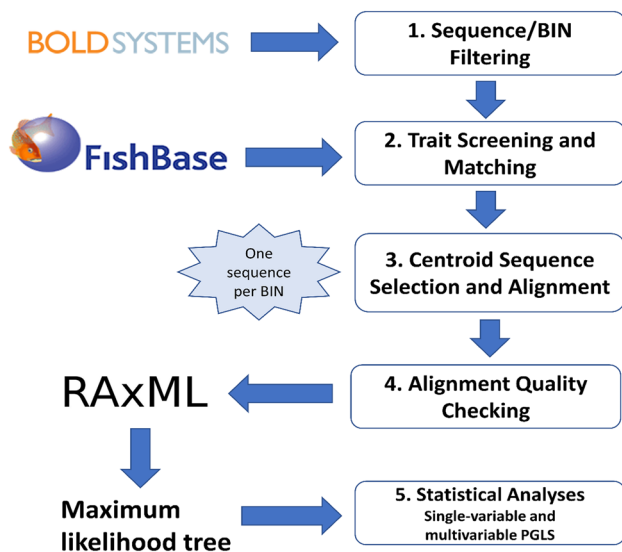 BOLDSYSTEMS
1. Sequence/BIN
Filtering
FishBase
2. Trait Screening and
Matching
One
sequence
per BIN
3. Centroid Sequence
Selection and Alignment
RAxML
4. Alignment Quality
Checking
Maximum
likelihood tree
5. Statistical Analyses
Single-variable and
multivariable PGLS